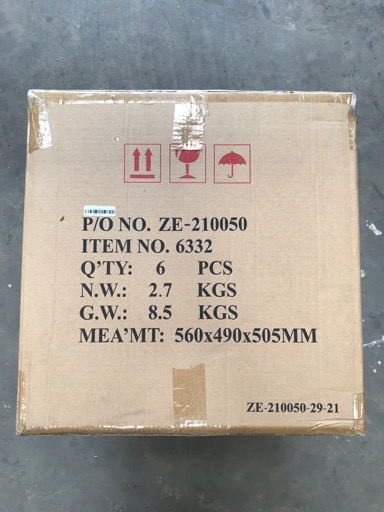 P/O NO. ZE-210050
ITEM NO. 6332
Q'TY: 6 PCS
N.W.: 2.7 KGS
G.W.: 8.5 KGS
MEA'MT: 560x490x505MM
ZE-210050-29-21